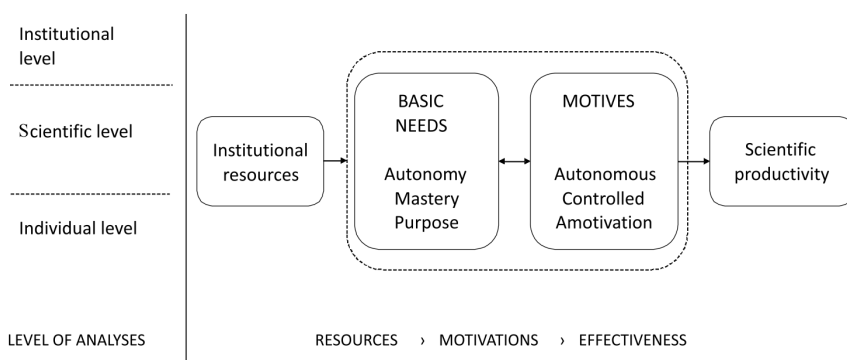 Institutional
level
Scientific level
Individual level
LEVEL OF ANALYSES
Institutional
resources
BASIC
NEEDS
Autonomy
Mastery
Purpose
MOTIVES
Autonomous
Controlled
Amotivation
Scientific
productivity
RESOURCES › MOTIVATIONS › EFFECTIVENESS